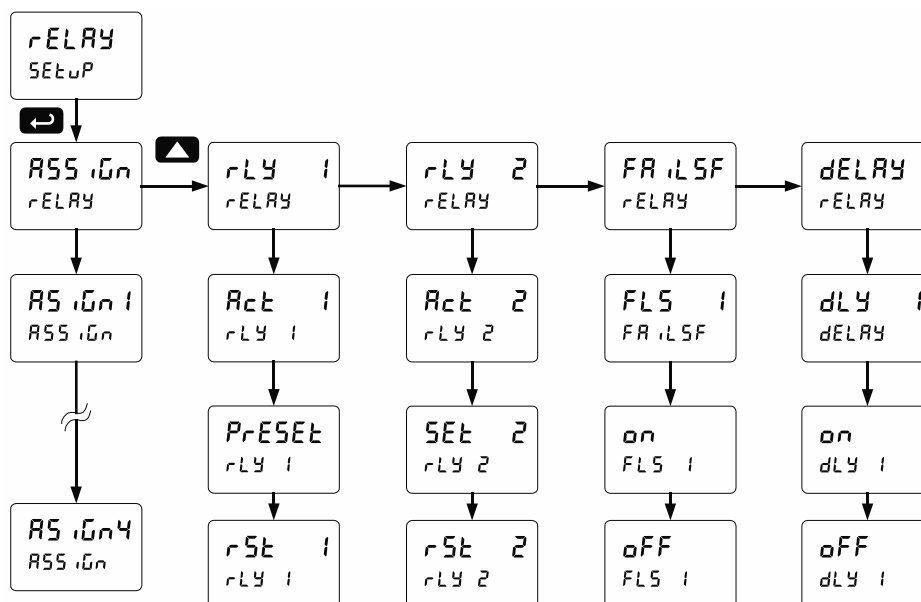 rELAY
SEtuP
ASSiGn
rELAY
rLY 1
rELAY
rLY 2
rELAY
FAiLSF
rELAY
dELAY
rELAY
ASiGn1
ASSiGn
Act 1
rLY 1
Act 2
rLY 2
FLS 1
FAiLSF
dLY 1
dELAY
PrESEt
rLY 1
SEt 2
rLY 2
on
FLS 1
on
dLY 1
ASiGn4
ASSiGn
rSt 1
rLY 1
rSt 2
rLY 2
oFF
FLS 1
oFF
dLY 1